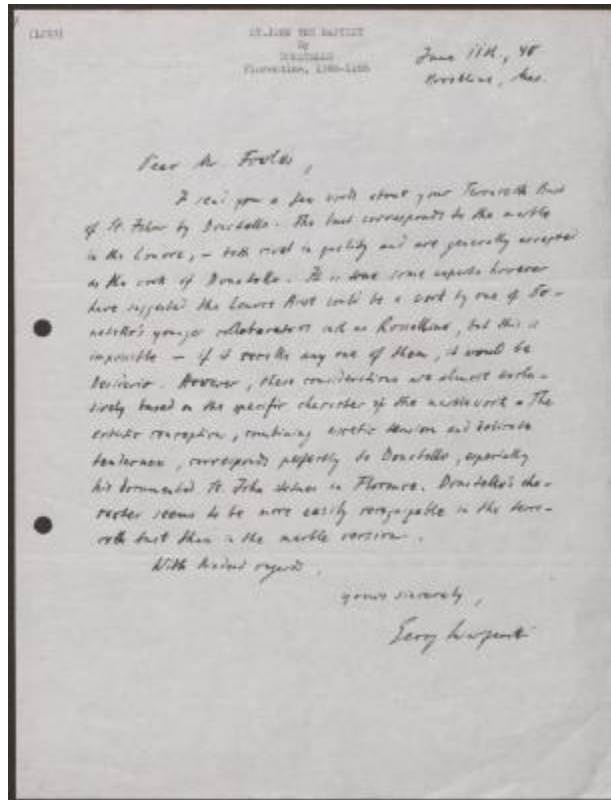 ST. JOHN THE BAPTIST
By
DONATELLO
Florentine, 1386-1466
June 11th, 48
Brookline, Mas.
Dear Mr. Fowles,
I send you a few words about your Terracotta Bust
of St. John by Donatello. The bust corresponds to the marble
in the Louvre, – both rival in quality and are generally accepted
as the work of Donatello. It is true some experts however
have suggested the Louvre Bust could be a work by one of Do-
natello's younger collaborators such as Rossellino, but this is
impossible – if it recalls any one of them, it would be
Desiderio. However, these considerations are almost exclu-
sively based on the specific character of the marble work. The
artistic conception, combining ascetic tension and delicate
tenderness, corresponds perfectly to Donatello, especially
his documented St. John statues in Florence. Donatello's cha-
racter seems to be more easily recognizable in the terra-
cotta bust than in the marble version.
With kindest regards,
yours sincerely,